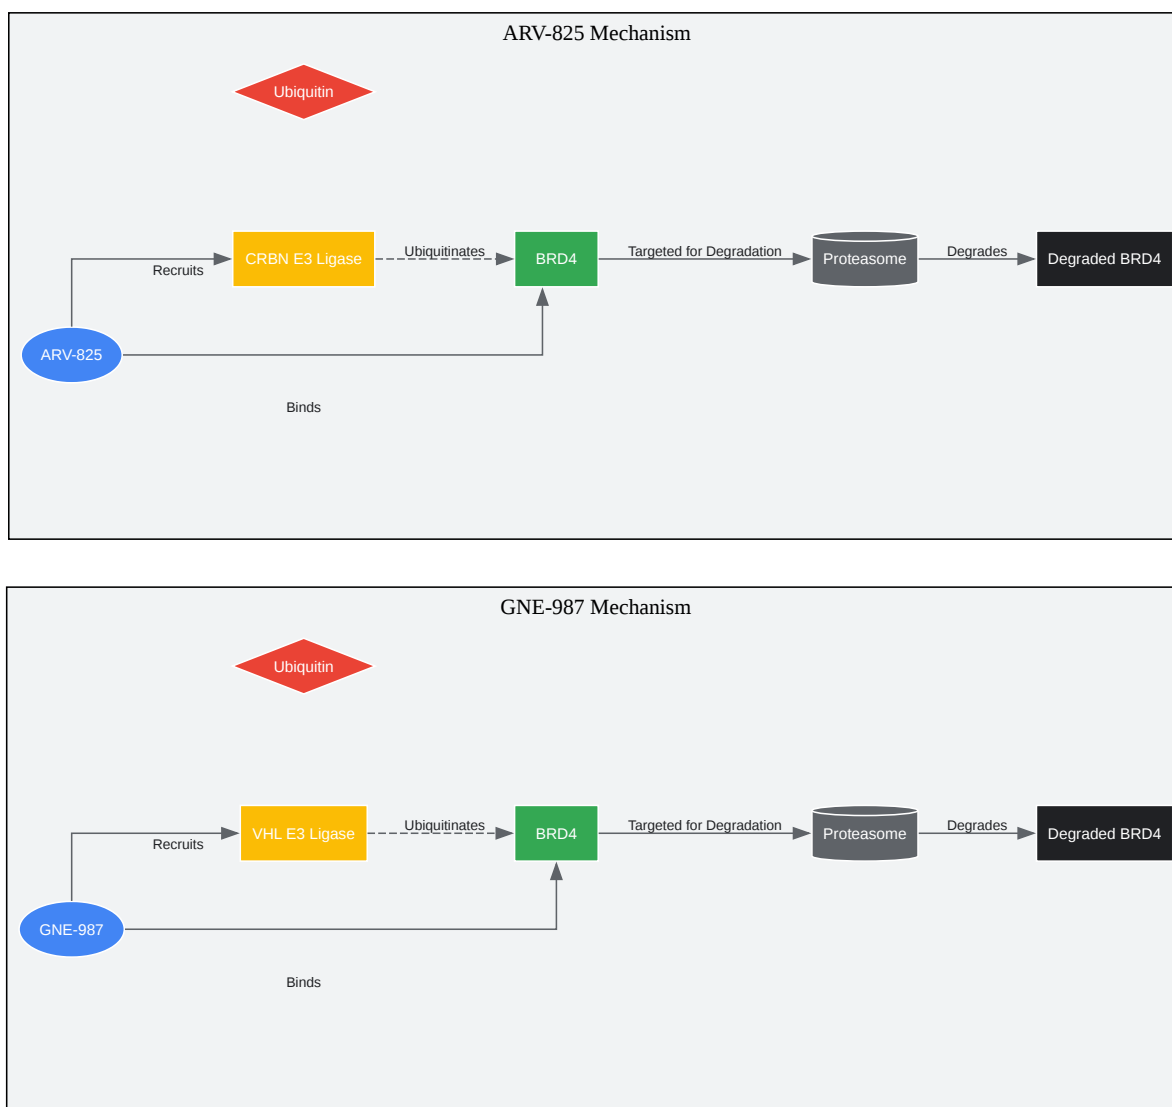 ARV-825 Mechanism
Ubiquitin
CRBN E3 Ligase
Ubiquitinates
BRD4
Targeted for Degradation
Proteasome
Degrades
Degraded BRD4
Recruits
ARV-825
Binds
GNE-987 Mechanism
Ubiquitin
VHL E3 Ligase
Ubiquitinates
BRD4
Targeted for Degradation
Proteasome
Degrades
Degraded BRD4
Recruits
GNE-987
Binds